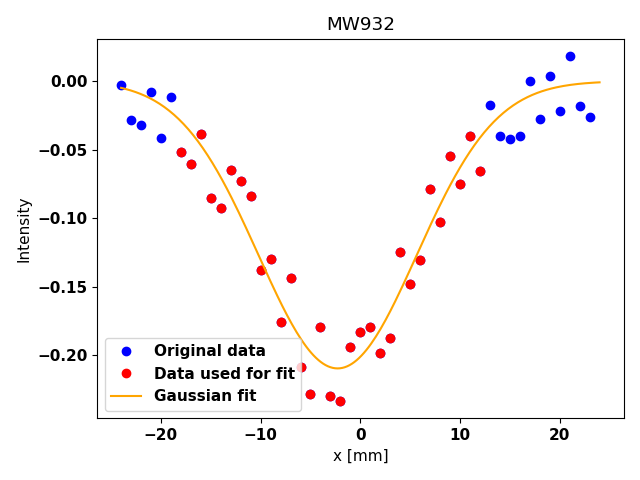 MW932
Intensity
0.00
−0.05
−0.10
−0.15
−0.20
Original data
Data used for fit
Gaussian fit
−20
−10
0
10
20
x [mm]